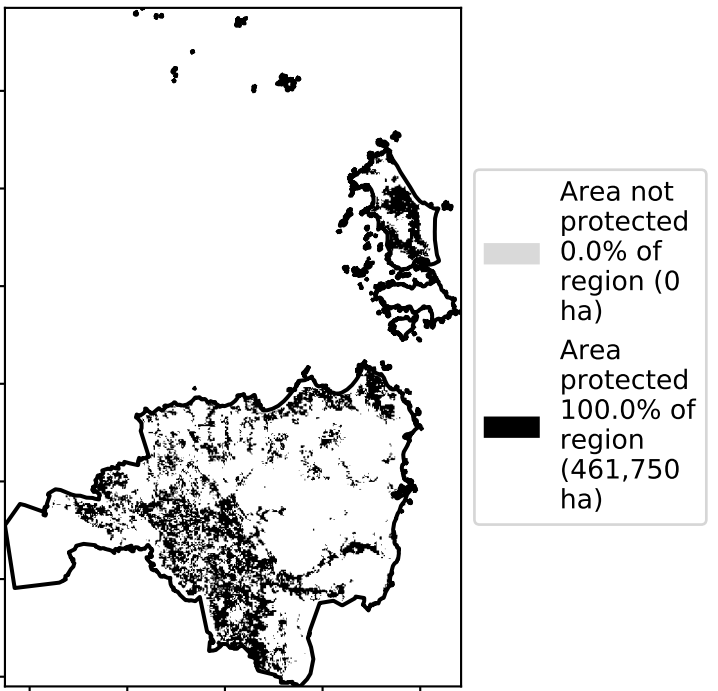 Area not
protected
0.0% of
region (0
ha)
Area
protected
100.0% of
region
(461,750
ha)